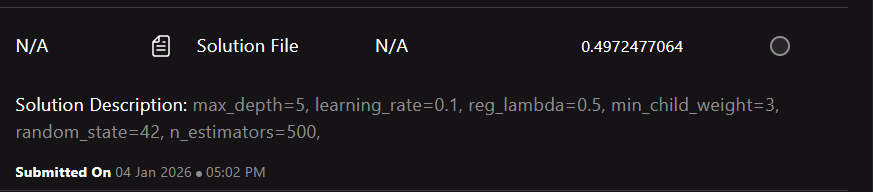 N/A Solution File N/A 0.4972477064
Solution Description: max_depth=5, learning_rate=0.1, reg_lambda=0.5, min_child_weight=3,
random_state=42, n_estimators=500,
Submitted On 04 Jan 2026 • 05:02 PM